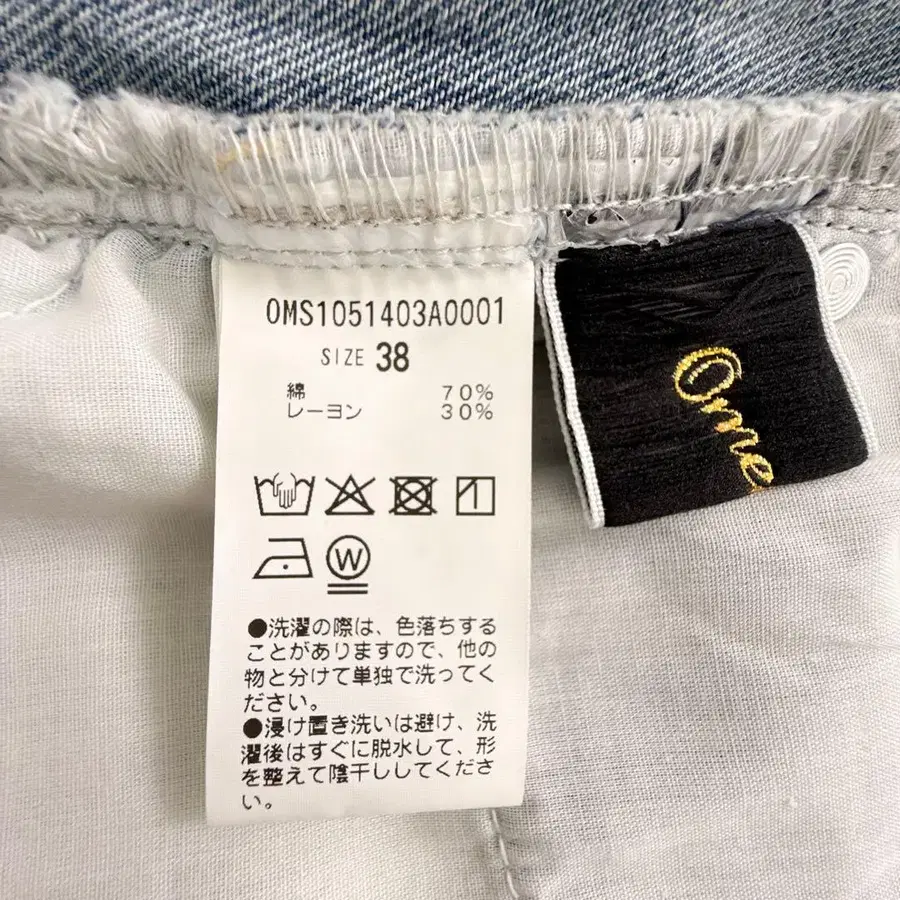 OMS1051403A0001
SIZE 38
綿 70%
レーヨン 30%
W
●洗濯の際は、色落ちする
ことがありますので、他の
物と分けて単独で洗ってく
ださい。
●浸け置き洗いは避け、洗
濯後はすぐに脱水して、形
を整えて陰干ししてくださ
い。
Ome